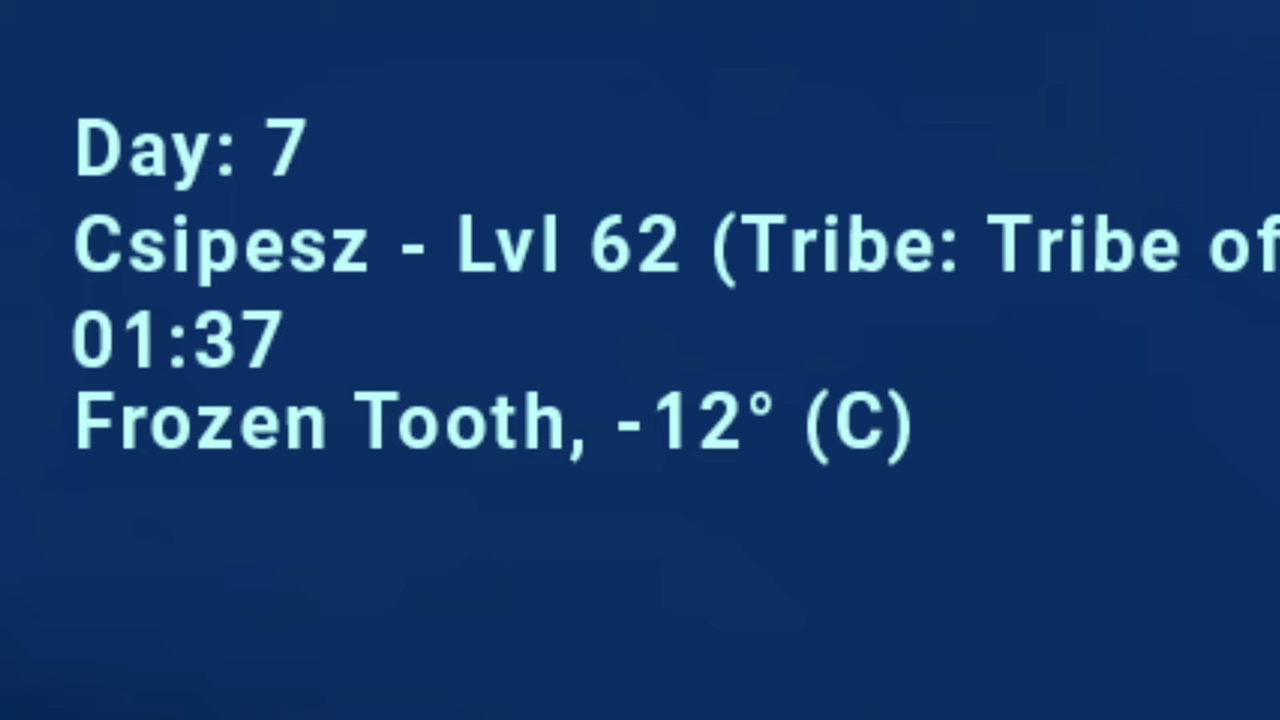 Day: 7
Csipesz - Lvl 62 (Tribe: Tribe of
01:37
Frozen Tooth, -12° (C)